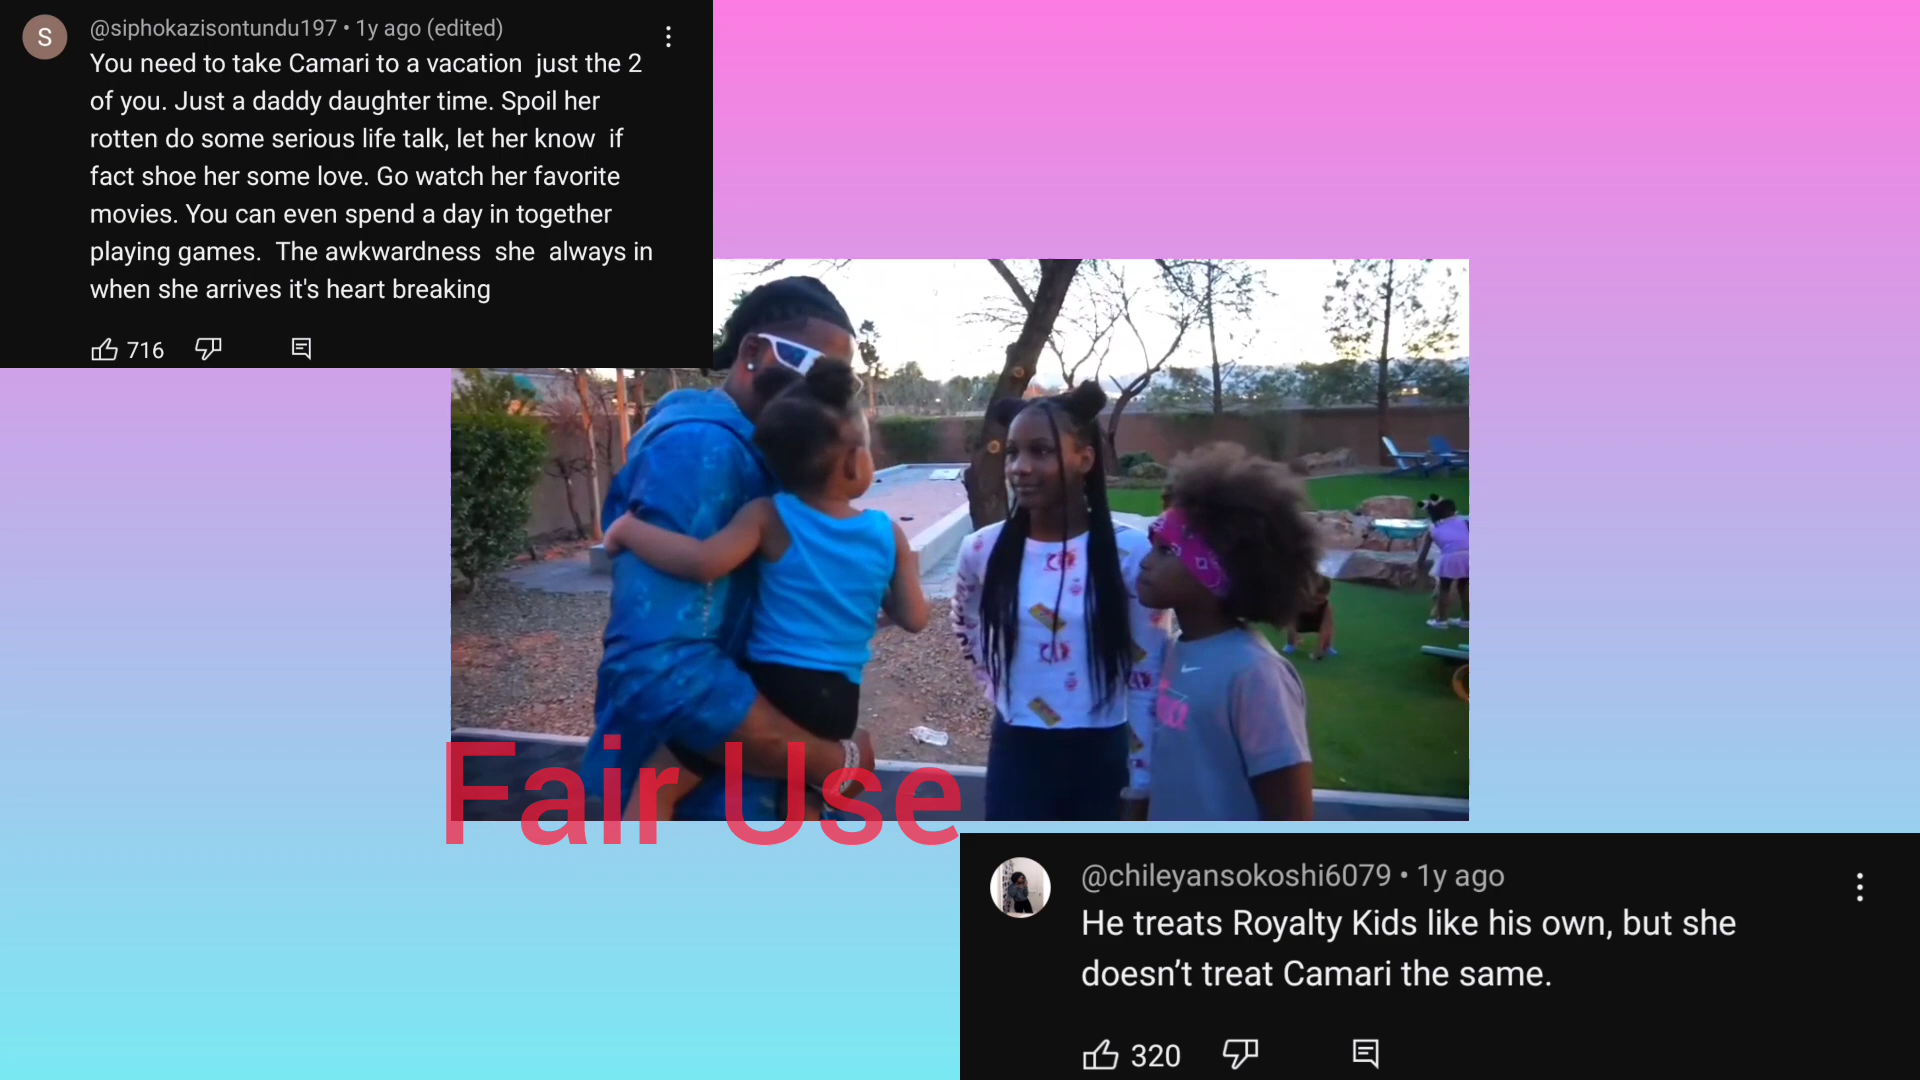 S
@siphokazisontundu197 • 1y ago (edited)
You need to take Camari to a vacation  just the 2
of you. Just a daddy daughter time. Spoil her
rotten do some serious life talk, let her know  if
fact shoe her some love. Go watch her favorite
movies. You can even spend a day in together
playing games.  The awkwardness  she  always in
when she arrives it's heart breaking
716
Fair Use
@chileyansokoshi6079 • 1y ago
He treats Royalty Kids like his own, but she
doesn’t treat Camari the same.
320